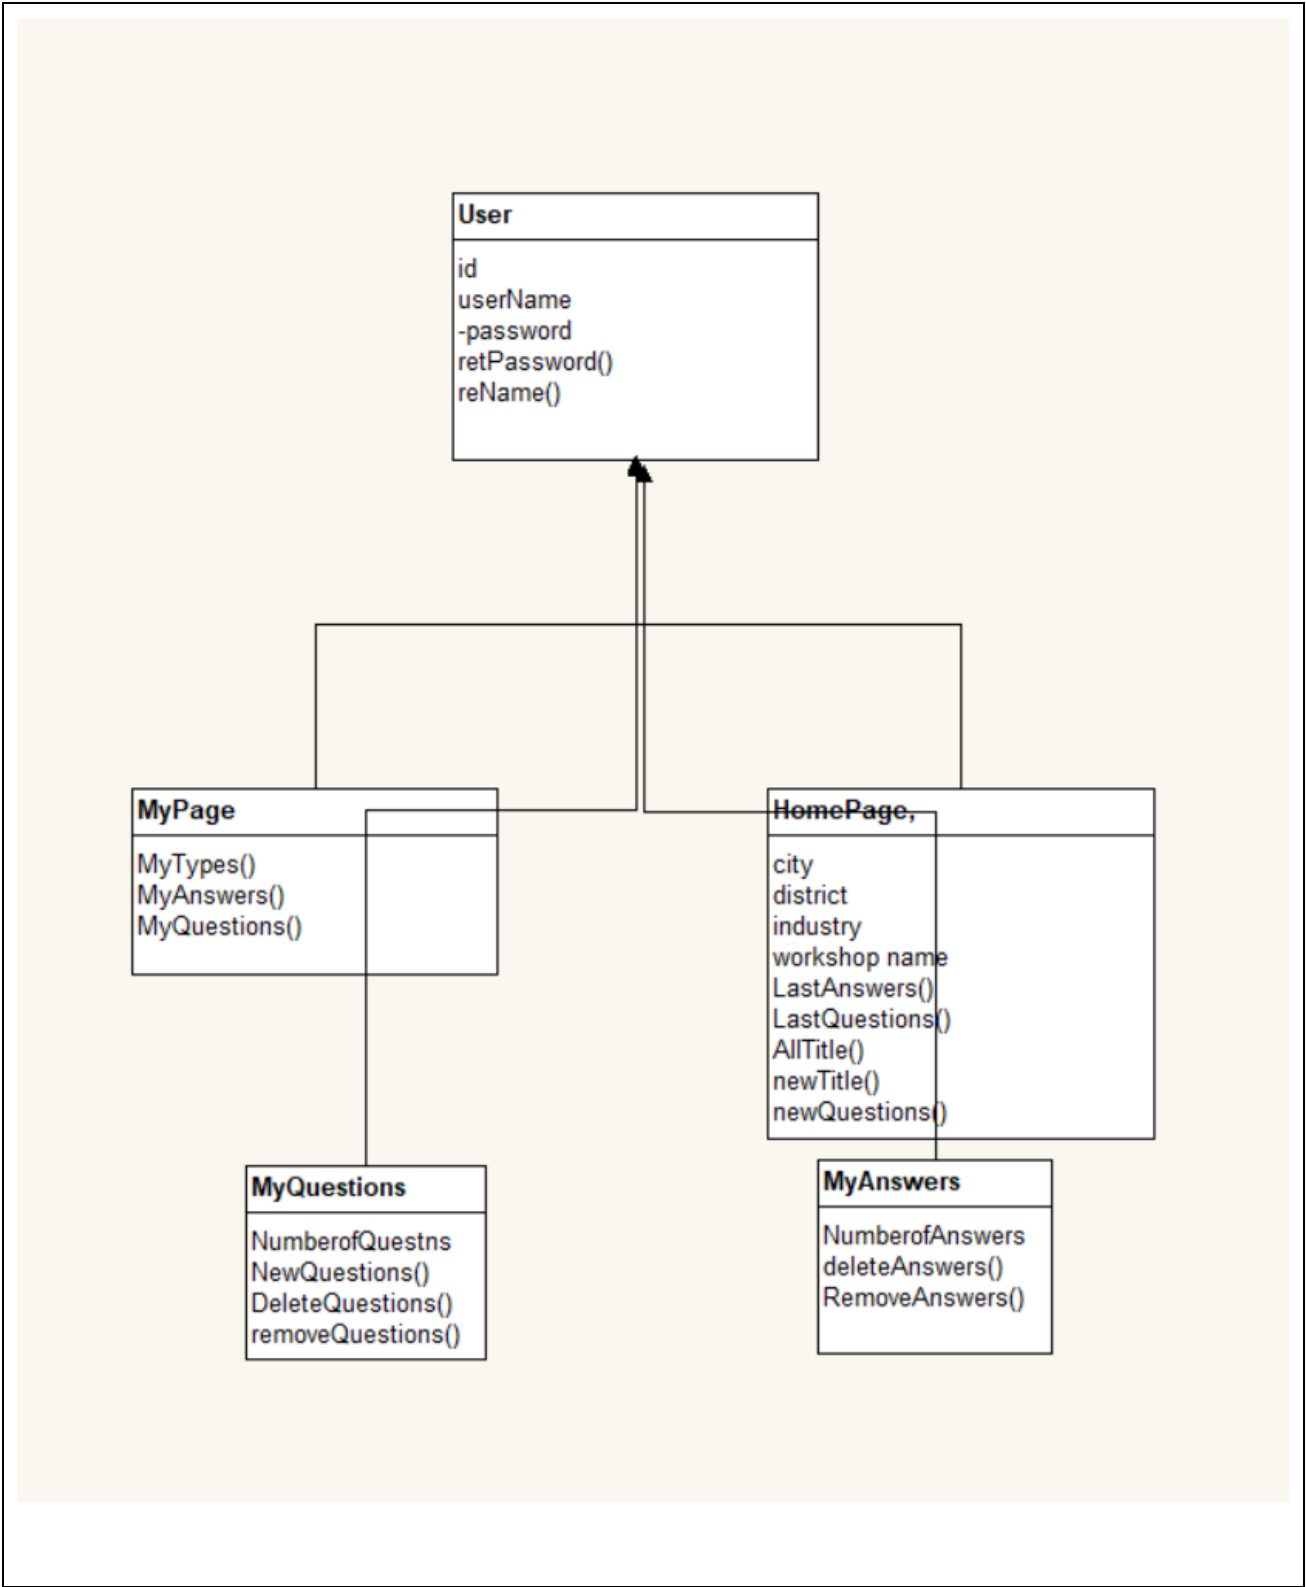 User
id
userName
-password
retPassword()
reName()
MyPage
MyTypes()
MyAnswers()
MyQuestions()
HomePage,
city
district
industry
workshop name
LastAnswers()
LastQuestions()
AllTitle()
newTitle()
newQuestions()
MyQuestions
NumberofQuestns
NewQuestions()
DeleteQuestions()
removeQuestions()
MyAnswers
NumberofAnswers
deleteAnswers()
RemoveAnswers()